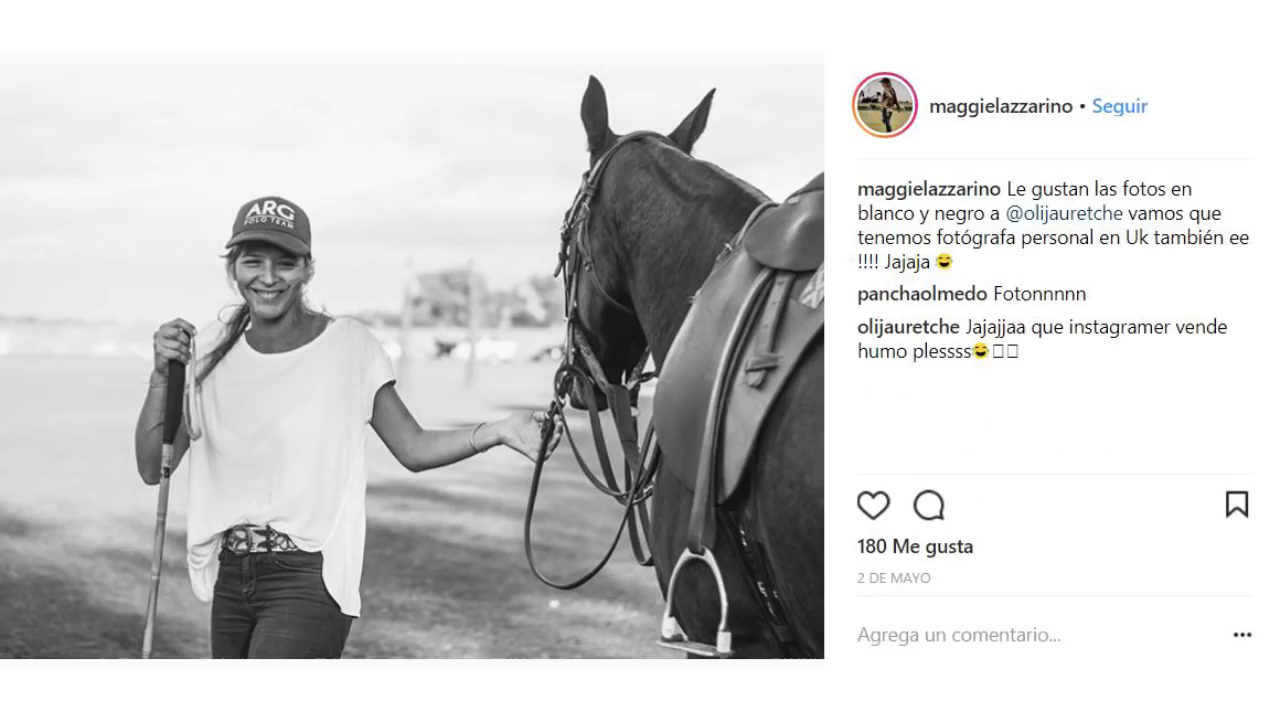 ARG
POLO TEAM
maggielazzarino • Seguir
maggielazzarino Le gustan las fotos en
blanco y negro a @olijauretche vamos que
tenemos fotógrafa personal en Uk también ee
!!!! Jajaja 😂
panchaolmedo Fotonnnnn
olijauretche Jajajjaa que instagramer vende
humo plessss😂
180 Me gusta
2 DE MAYO
Agrega un comentario...